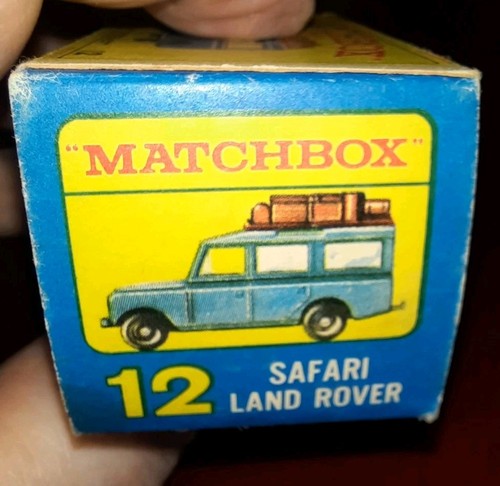 "MATCHBOX"
12
SAFARI
LAND ROVER